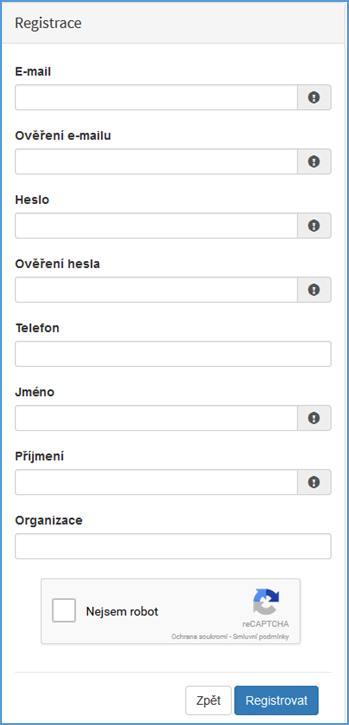 Registrace
E-mail
Ověření e-mailu
Heslo
Ověření hesla
Telefon
Jméno
Příjmení
Organizace
Nejsem robot
reCAPTCHA
Ochrana soukromí - Smluvní podmínky
Zpět Registrovat